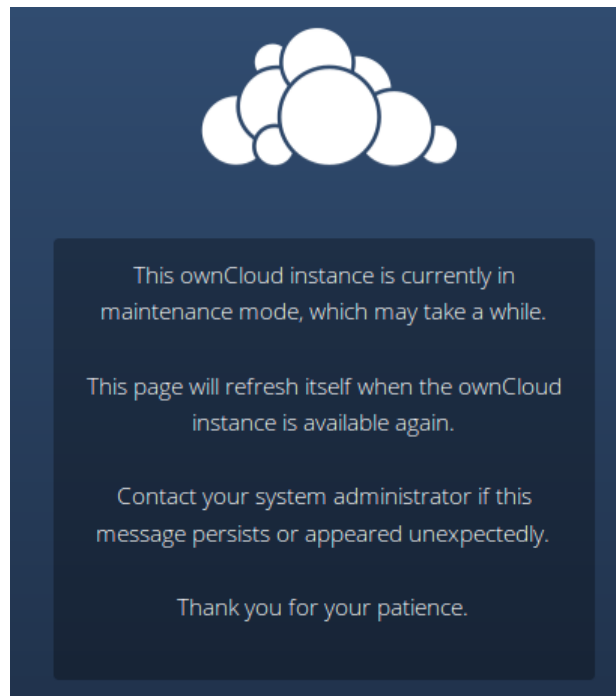 This ownCloud instance is currently in
maintenance mode, which may take a while.
This page will refresh itself when the ownCloud
instance is available again.
Contact your system administrator if this
message persists or appeared unexpectedly.
Thank you for your patience.